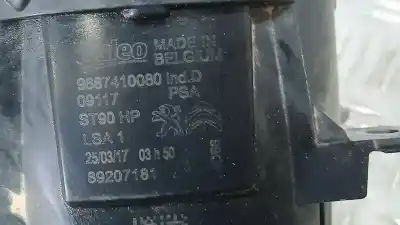 Valeo MADE IN
BELGIUM
9687410080 Ind.D
09117 PSA
ST90 HP
LSA 1
25/03/17 03 h 50
89207181